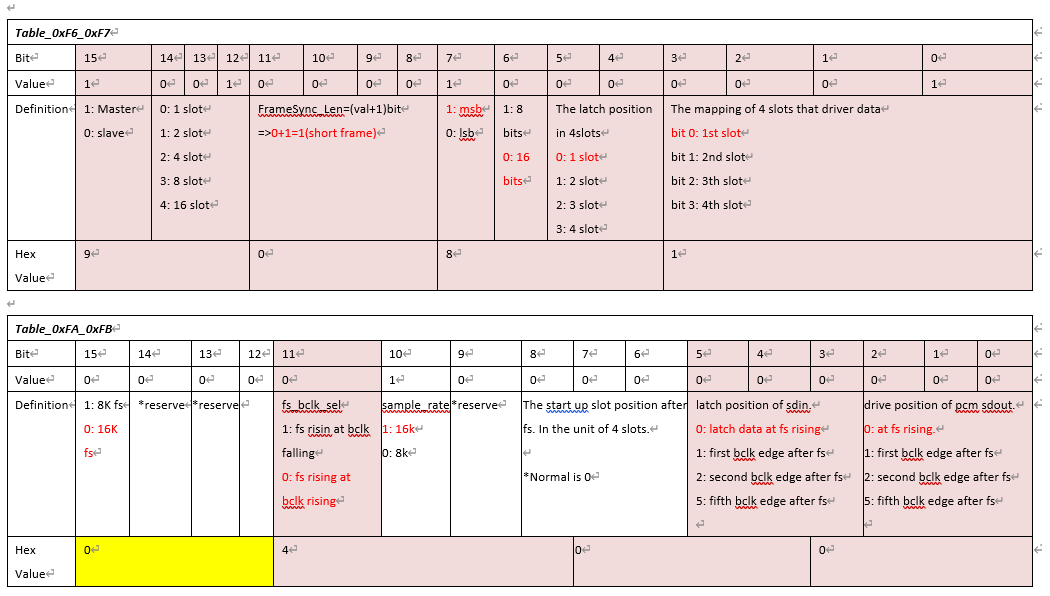 Table_0xF6_0xF7
Bit 15 14 13 12 11 10 9 8 7 6 5 4 3 2 1 0
Value 1 0 0 1 0 0 0 0 1 0 0 0 0 0 0 1
Definition
1: Master
0: slave
0: 1 slot
1: 2 slot
2: 4 slot
3: 8 slot
4: 16 slot
FrameSync_Len=(val+1)bit
=>0+1=1(short frame)
1: msb
0: lsb
1: 8
bits
0: 16
bits
The latch position
in 4slots
0: 1 slot
1: 2 slot
2: 3 slot
3: 4 slot
The mapping of 4 slots that driver data
bit 0: 1st slot
bit 1: 2nd slot
bit 2: 3th slot
bit 3: 4th slot
Hex
Value
9 0 8 1
Table_0xFA_0xFB
Bit 15 14 13 12 11 10 9 8 7 6 5 4 3 2 1 0
Value 0 0 0 0 0 1 0 0 0 0 0 0 0 0 0 0
Definition
1: 8K fs
0: 16K
fs
*reserve
*reserve
fs_bclk_sel
1: fs risin at bclk
falling
0: fs rising at
bclk rising
sample_rate
1: 16k
0: 8k
*reserve
The start up slot position after
fs. In the unit of 4 slots.
*Normal is 0
latch position of sdin.
0: latch data at fs rising
1: first bclk edge after fs
2: second bclk edge after fs
5: fifth bclk edge after fs
drive position of pcm sdout.
0: at fs rising.
1: first bclk edge after fs
2: second bclk edge after fs
5: fifth bclk edge after fs
Hex
Value
0 4 0 0